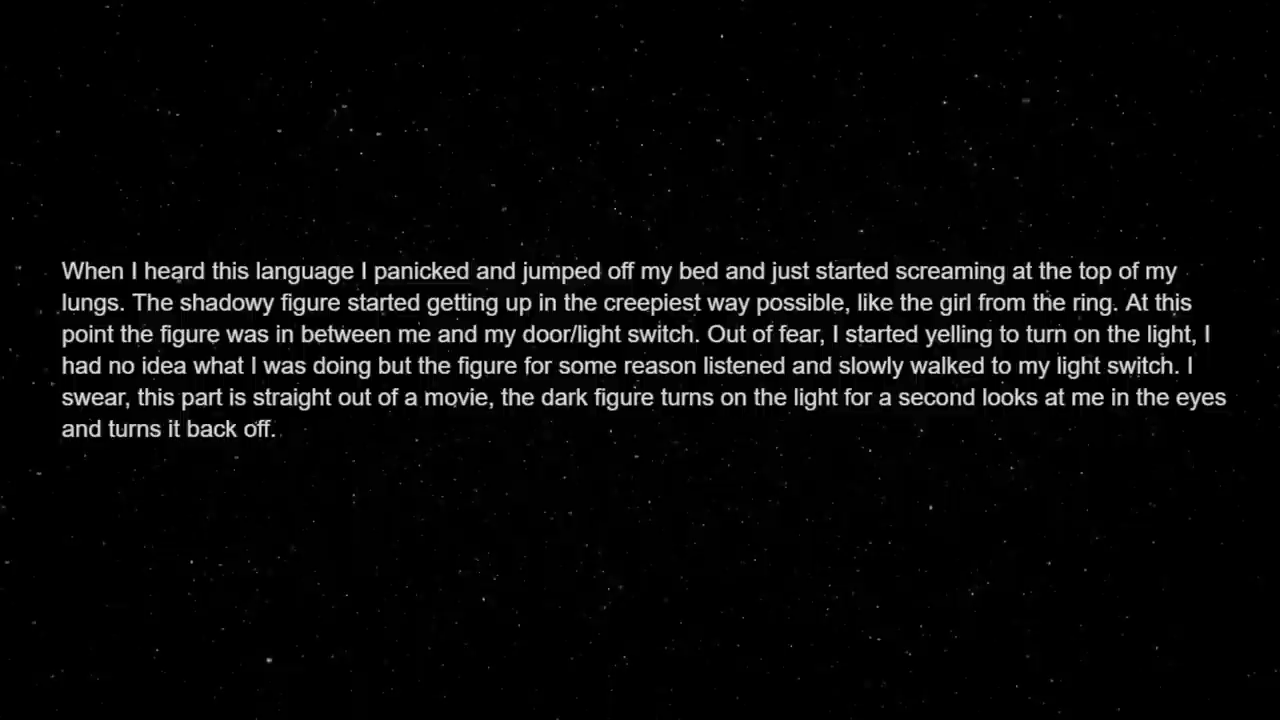 When I heard this language I panicked and jumped off my bed and just started screaming at the top of my
lungs. The shadowy figure started getting up in the creepiest way possible, like the girl from the ring. At this
point the figure was in between me and my door/light switch. Out of fear, I started yelling to turn on the light, I
had no idea what I was doing but the figure for some reason listened and slowly walked to my light switch. I
swear, this part is straight out of a movie, the dark figure turns on the light for a second looks at me in the eyes
and turns it back off.